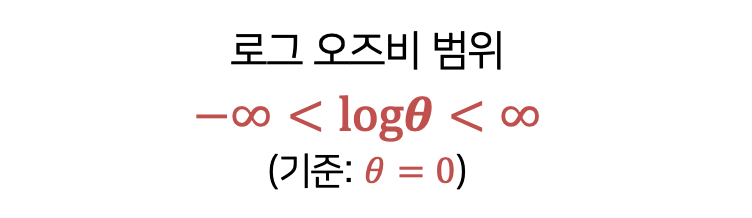 로그 오즈비 범위
−∞ < log𝜽 < ∞
(기준: 𝜃 = 0)